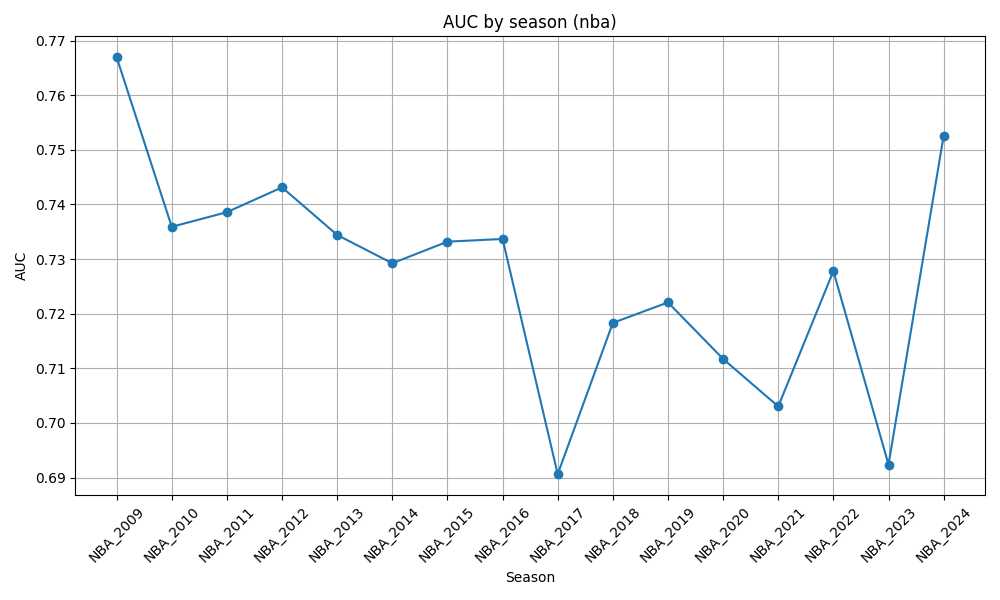 AUC by season (nba)
0.77
0.76
0.75
0.74
0.73
0.72
0.71
0.70
0.69
AUC
NBA_2009
NBA_2010
NBA_2011
NBA_2012
NBA_2013
NBA_2014
NBA_2015
NBA_2016
NBA_2017
NBA_2018
NBA_2019
NBA_2020
NBA_2021
NBA_2022
NBA_2023
NBA_2024
Season